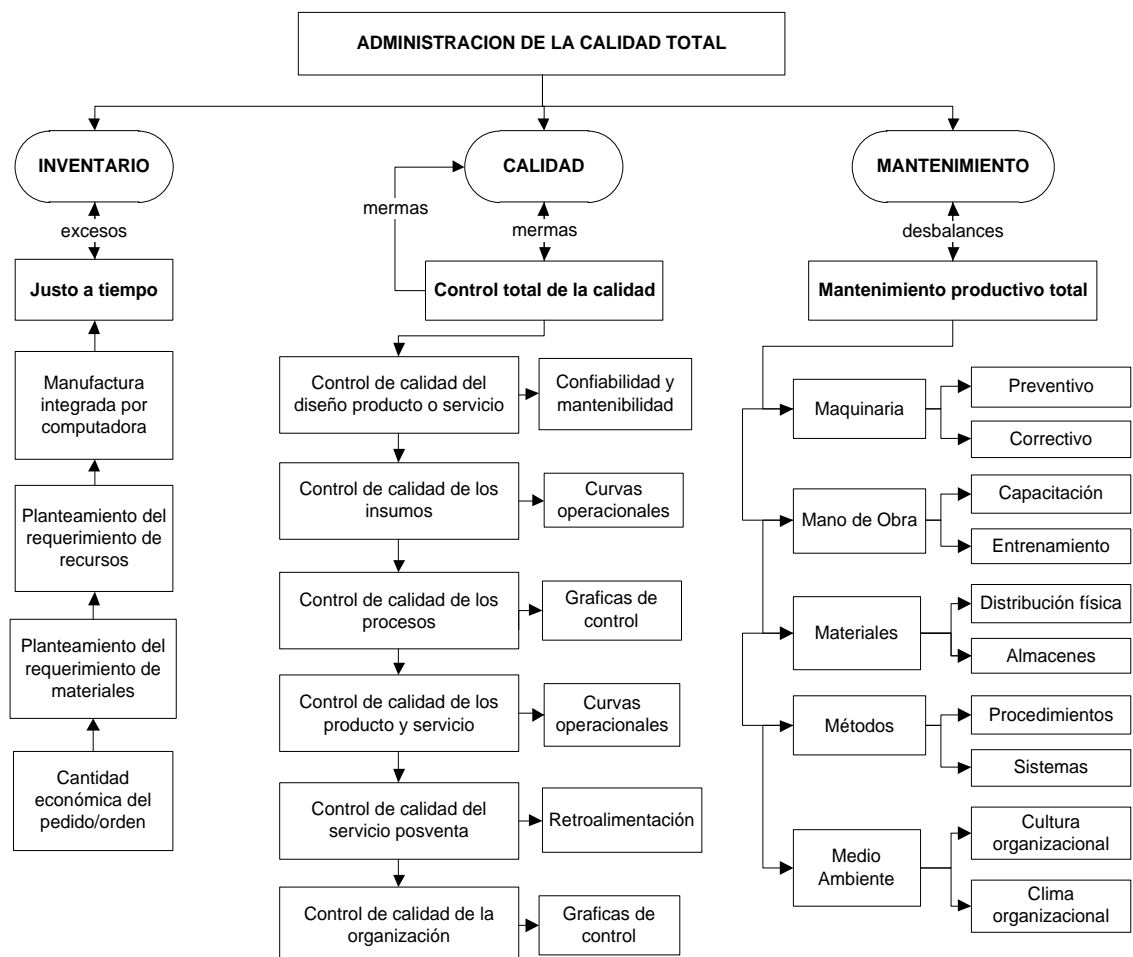 ADMINISTRACION DE LA CALIDAD TOTAL
INVENTARIO
excesos
Justo a tiempo
Manufactura
integrada por
computadora
Planteamiento del
requerimiento de
recursos
Planteamiento del
requerimiento de
materiales
Cantidad
económica del
pedido/orden
CALIDAD
mermas
mermas
Control total de la calidad
Control de calidad del
diseño producto o servicio
Confiabilidad y
mantenibilidad
Control de calidad de los
insumos
Curvas
operacionales
Control de calidad de los
procesos
Graficas de
control
Control de calidad de los
producto y servicio
Curvas
operacionales
Control de calidad del
servicio posventa
Retroalimentación
Control de calidad de la
organización
Graficas de
control
MANTENIMIENTO
desbalances
Mantenimiento productivo total
Maquinaria
Preventivo
Correctivo
Mano de Obra
Capacitación
Entrenamiento
Materiales
Distribución física
Almacenes
Métodos
Procedimientos
Sistemas
Medio
Ambiente
Cultura
organizacional
Clima
organizacional